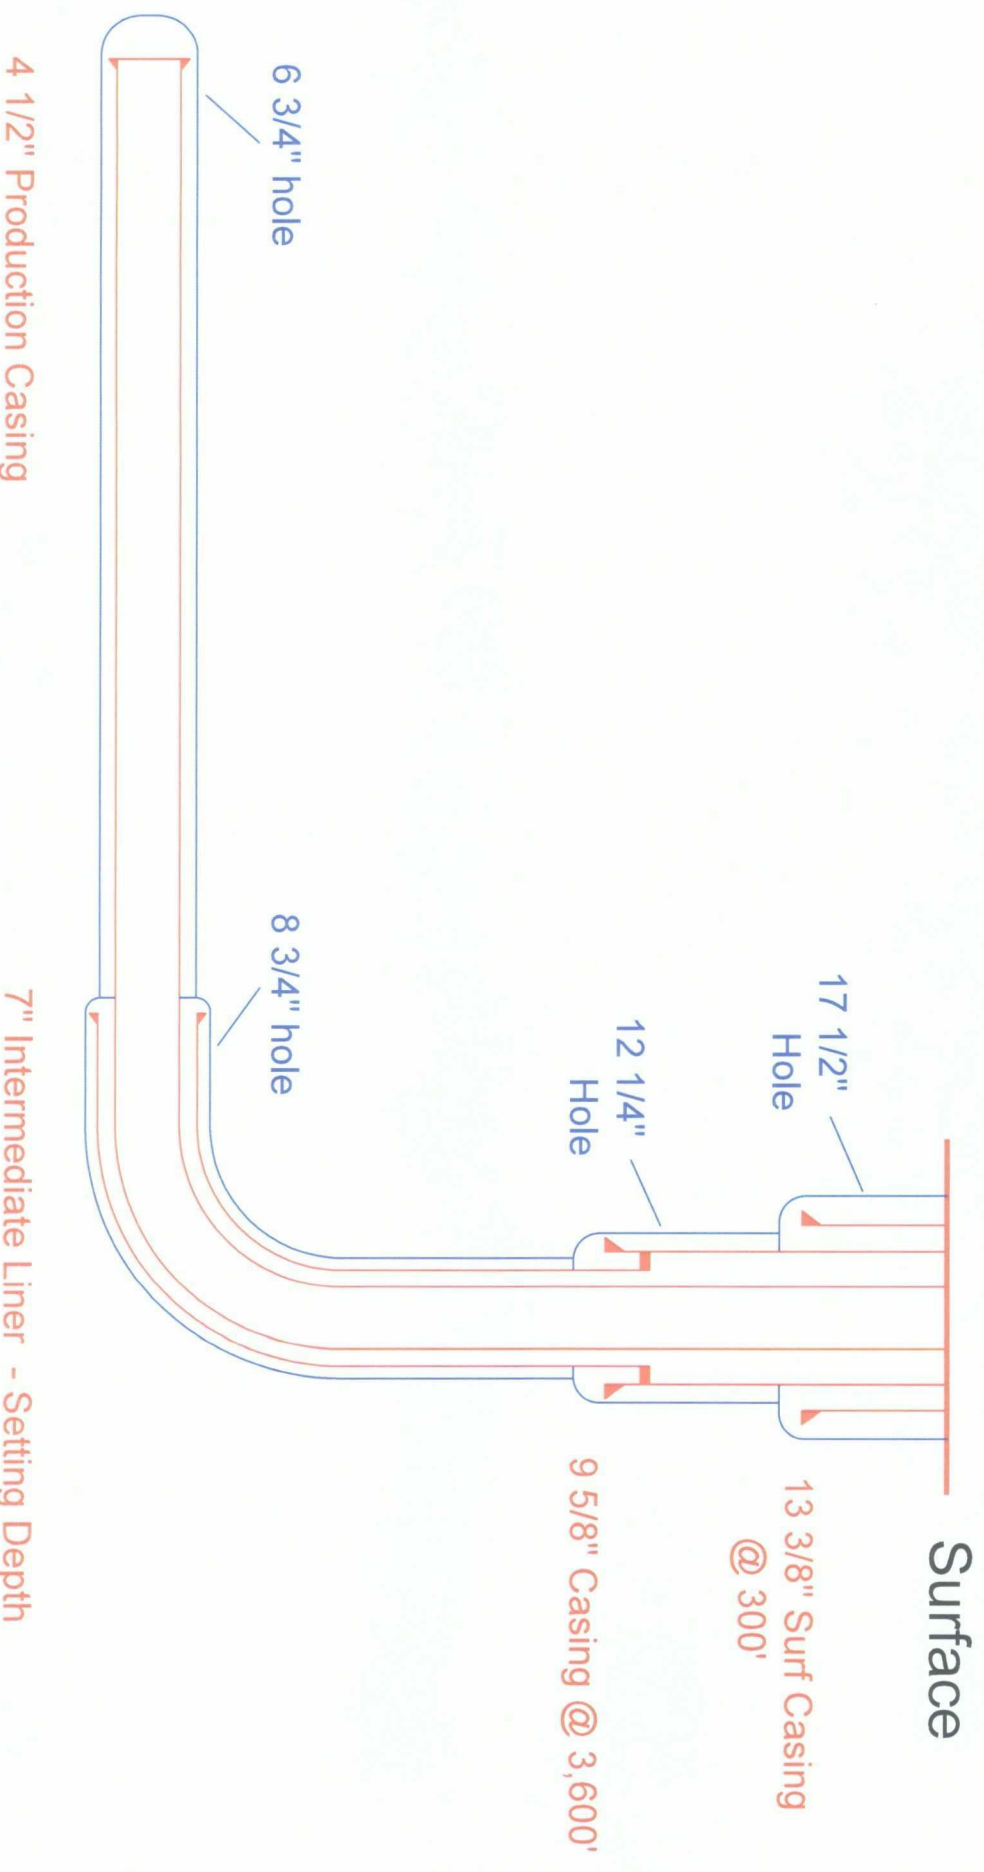 Surface
17 1/2"
Hole
13 3/8" Surf Casing
@ 300'
12 1/4"
Hole
9 5/8" Casing @ 3,600'
6 3/4" hole
8 3/4" hole
4 1/2" Production Casing
7" Intermediate Liner - Setting Depth